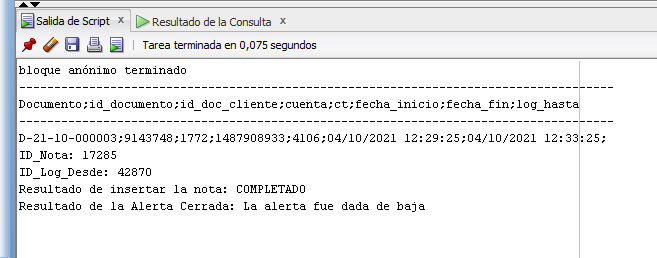 Salida de Script x Resultado de la Consulta x
Tarea terminada en 0,075 segundos
bloque anónimo terminado
--------------------------------------------------------------------------------------
Documento;id_documento;id_doc_cliente;cuenta;ct;fecha_inicio;fecha_fin;log_hasta
--------------------------------------------------------------------------------------
D-21-10-000003;9143748;1772;1487908933;4106;04/10/2021 12:29:25;04/10/2021 12:33:25;
ID_Nota: 17285
ID_Log_Desde: 42870
Resultado de insertar la nota: COMPLETADO
Resultado de la Alerta Cerrada: La alerta fue dada de baja